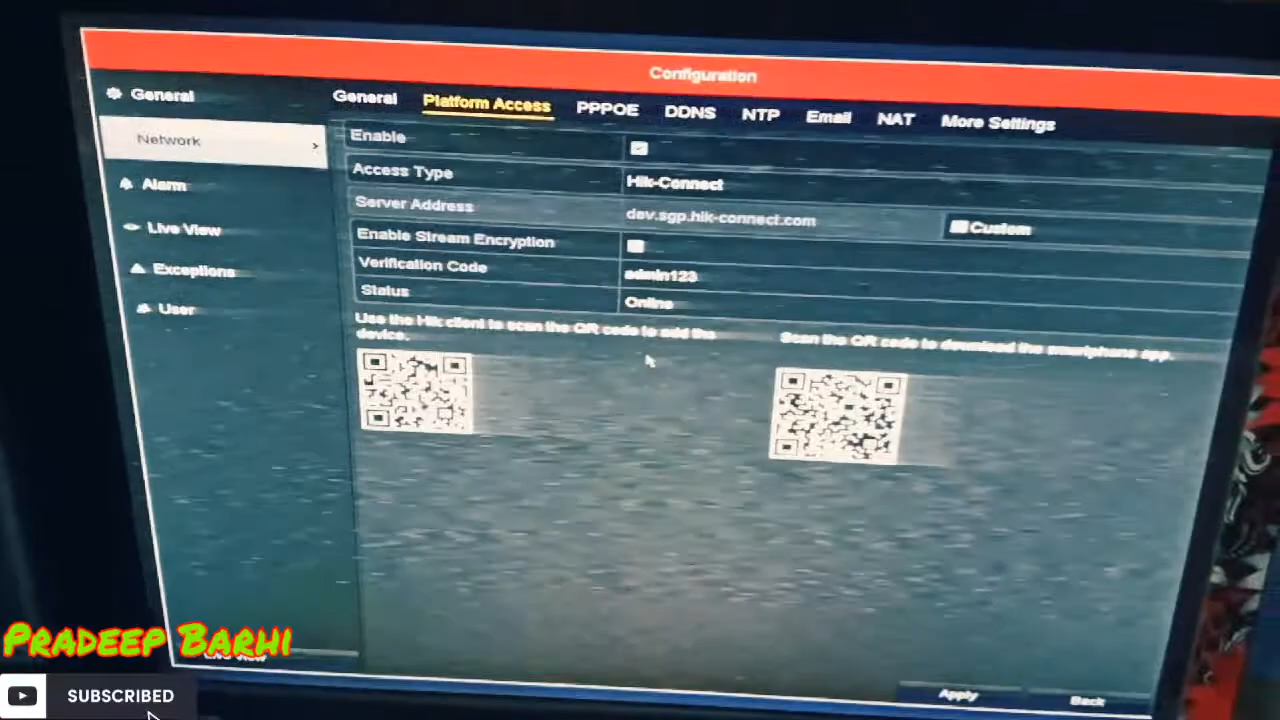 Configuration
General
Network
Alarm
Live View
Exceptions
User
General Platform Access PPPOE DDNS NTP Email NAT More Settings
Enable
Access Type Hik-Connect
Server Address dev.sgp.hik-connect.com Custom
Enable Stream Encryption
Verification Code admin123
Status Online
Use the Hik client to scan the QR code to add the
device.
Scan the QR code to download the smartphone app.
Apply Back
PRADEEP BARHI
SUBSCRIBED